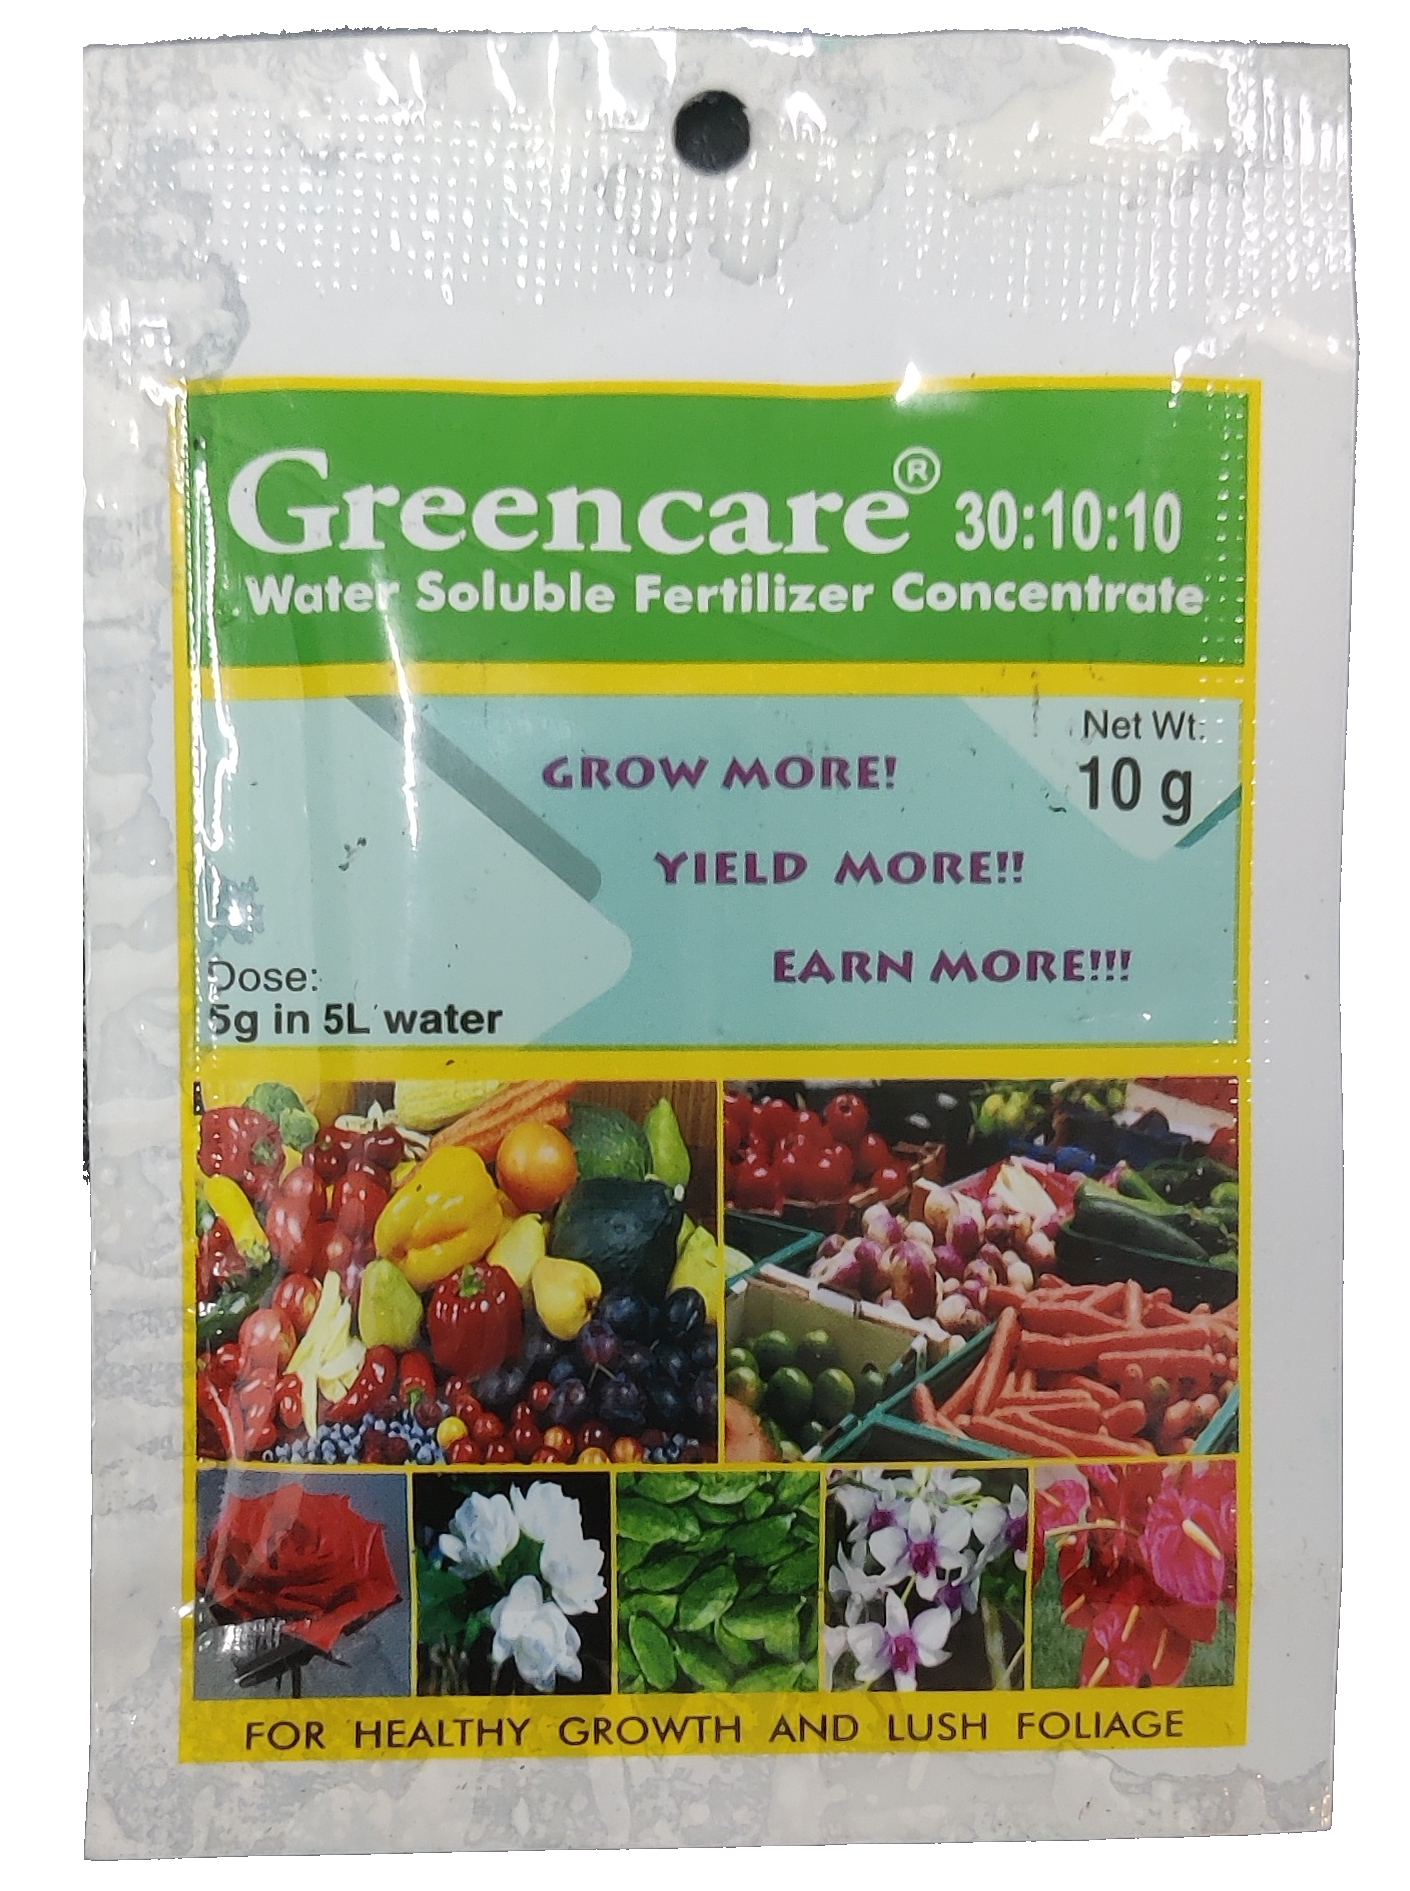 Greencare® 30:10:10
Water Soluble Fertilizer Concentrate
Net Wt:
10 g
GROW MORE!
YIELD MORE!!
EARN MORE!!!
Dose:
5g in 5L water
FOR HEALTHY GROWTH AND LUSH FOLIAGE